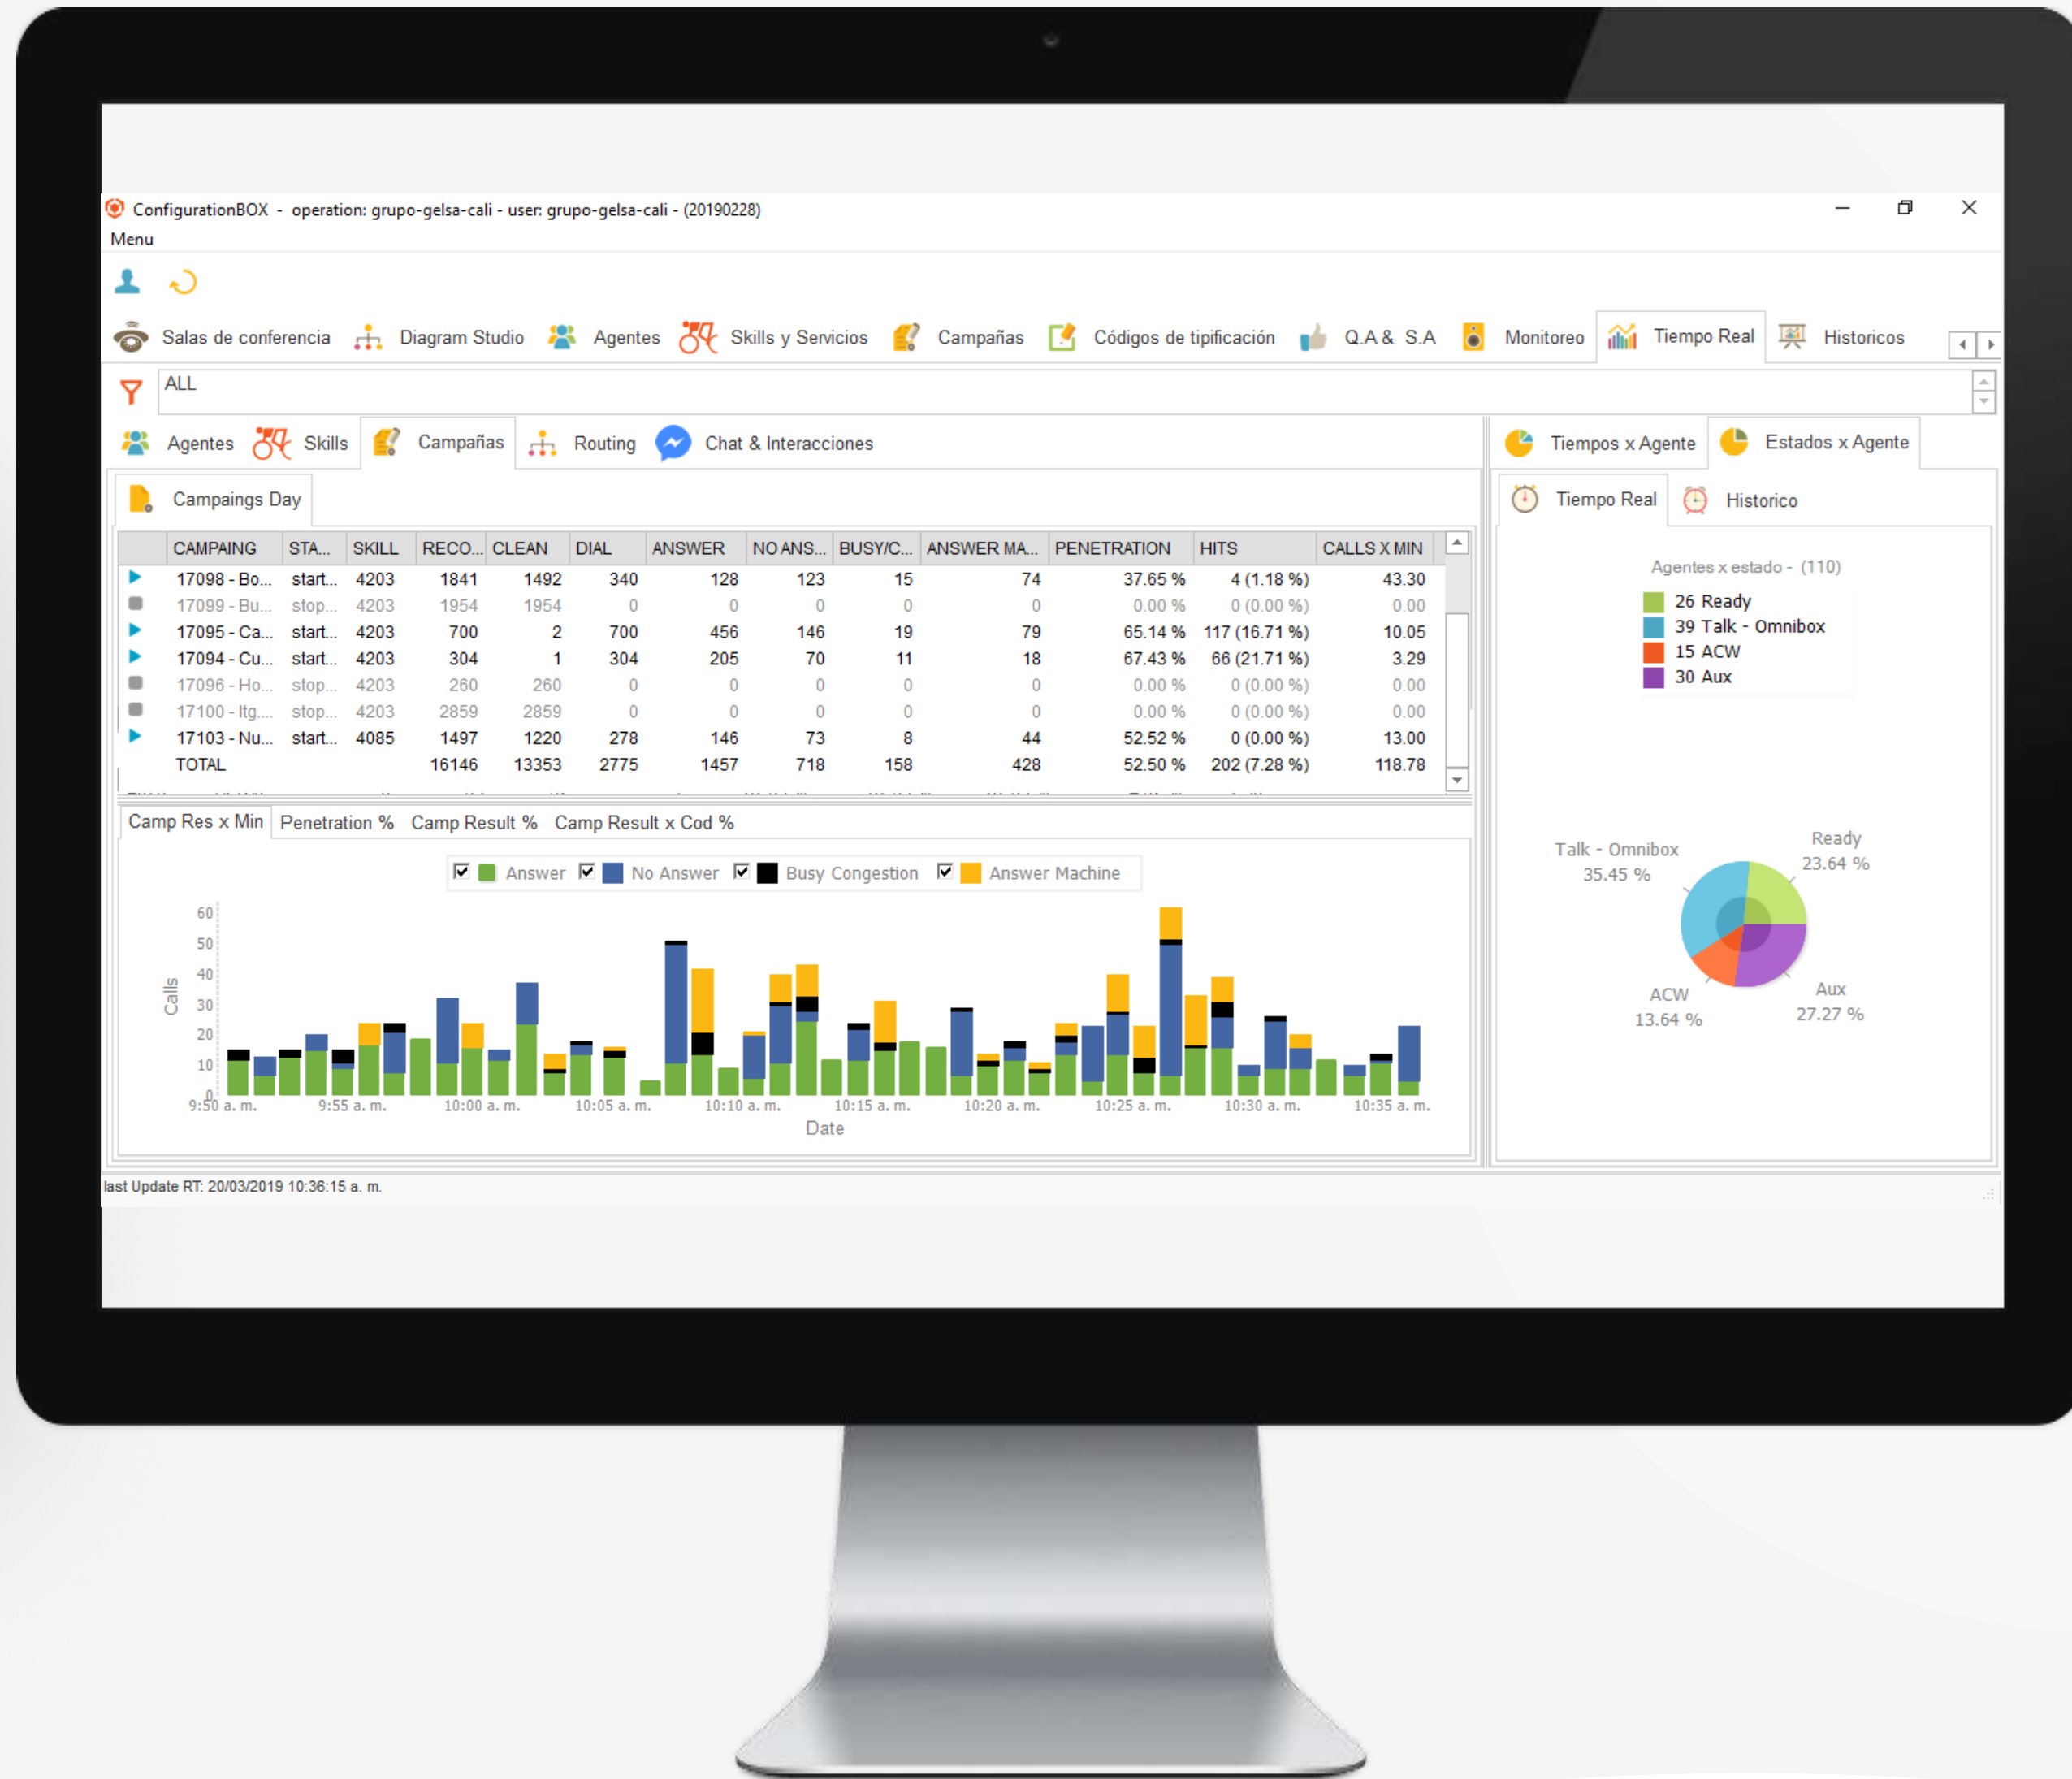 ConfigurationBOX - operation: grupo-gelsa-cali - user: grupo-gelsa-cali - (20190228)
Menu
Salas de conferencia Diagram Studio Agentes Skills y Servicios Campañas Códigos de tipificación Q.A & S.A Monitoreo Tiempo Real Historicos
ALL
Agentes Skills Campañas Routing Chat & Interacciones
Campaings Day
CAMPAING STA... SKILL RECO... CLEAN DIAL ANSWER NO ANS... BUSY/C... ANSWER MA... PENETRATION HITS CALLS X MIN
17098 - Bo... start... 4203 1841 1492 340 128 123 15 74 37.65 % 4 (1.18 %) 43.30
17099 - Bu... stop... 4203 1954 1954 0 0 0 0 0 0.00 % 0 (0.00 %) 0.00
17095 - Ca... start... 4203 700 2 700 456 146 19 79 65.14 % 117 (16.71 %) 10.05
17094 - Cu... start... 4203 304 1 304 205 70 11 18 67.43 % 66 (21.71 %) 3.29
17096 - Ho... stop... 4203 260 260 0 0 0 0 0 0.00 % 0 (0.00 %) 0.00
17100 - Itg.... stop... 4203 2859 2859 0 0 0 0 0 0.00 % 0 (0.00 %) 0.00
17103 - Nu... start... 4085 1497 1220 278 146 73 8 44 52.52 % 0 (0.00 %) 13.00
TOTAL 16146 13353 2775 1457 718 158 428 52.50 % 202 (7.28 %) 118.78
Camp Res x Min Penetration % Camp Result % Camp Result x Cod %
Answer No Answer Busy Congestion Answer Machine
Calls
60
50
40
30
20
10
0
9:50 a. m. 9:55 a. m. 10:00 a. m. 10:05 a. m. 10:10 a. m. 10:15 a. m. 10:20 a. m. 10:25 a. m. 10:30 a. m. 10:35 a. m.
Date
Tiempos x Agente Estados x Agente
Tiempo Real Historico
Agentes x estado - (110)
26 Ready
39 Talk - Omnibox
15 ACW
30 Aux
Talk - Omnibox
35.45 %
Ready
23.64 %
ACW
13.64 %
Aux
27.27 %
last Update RT: 20/03/2019 10:36:15 a. m.